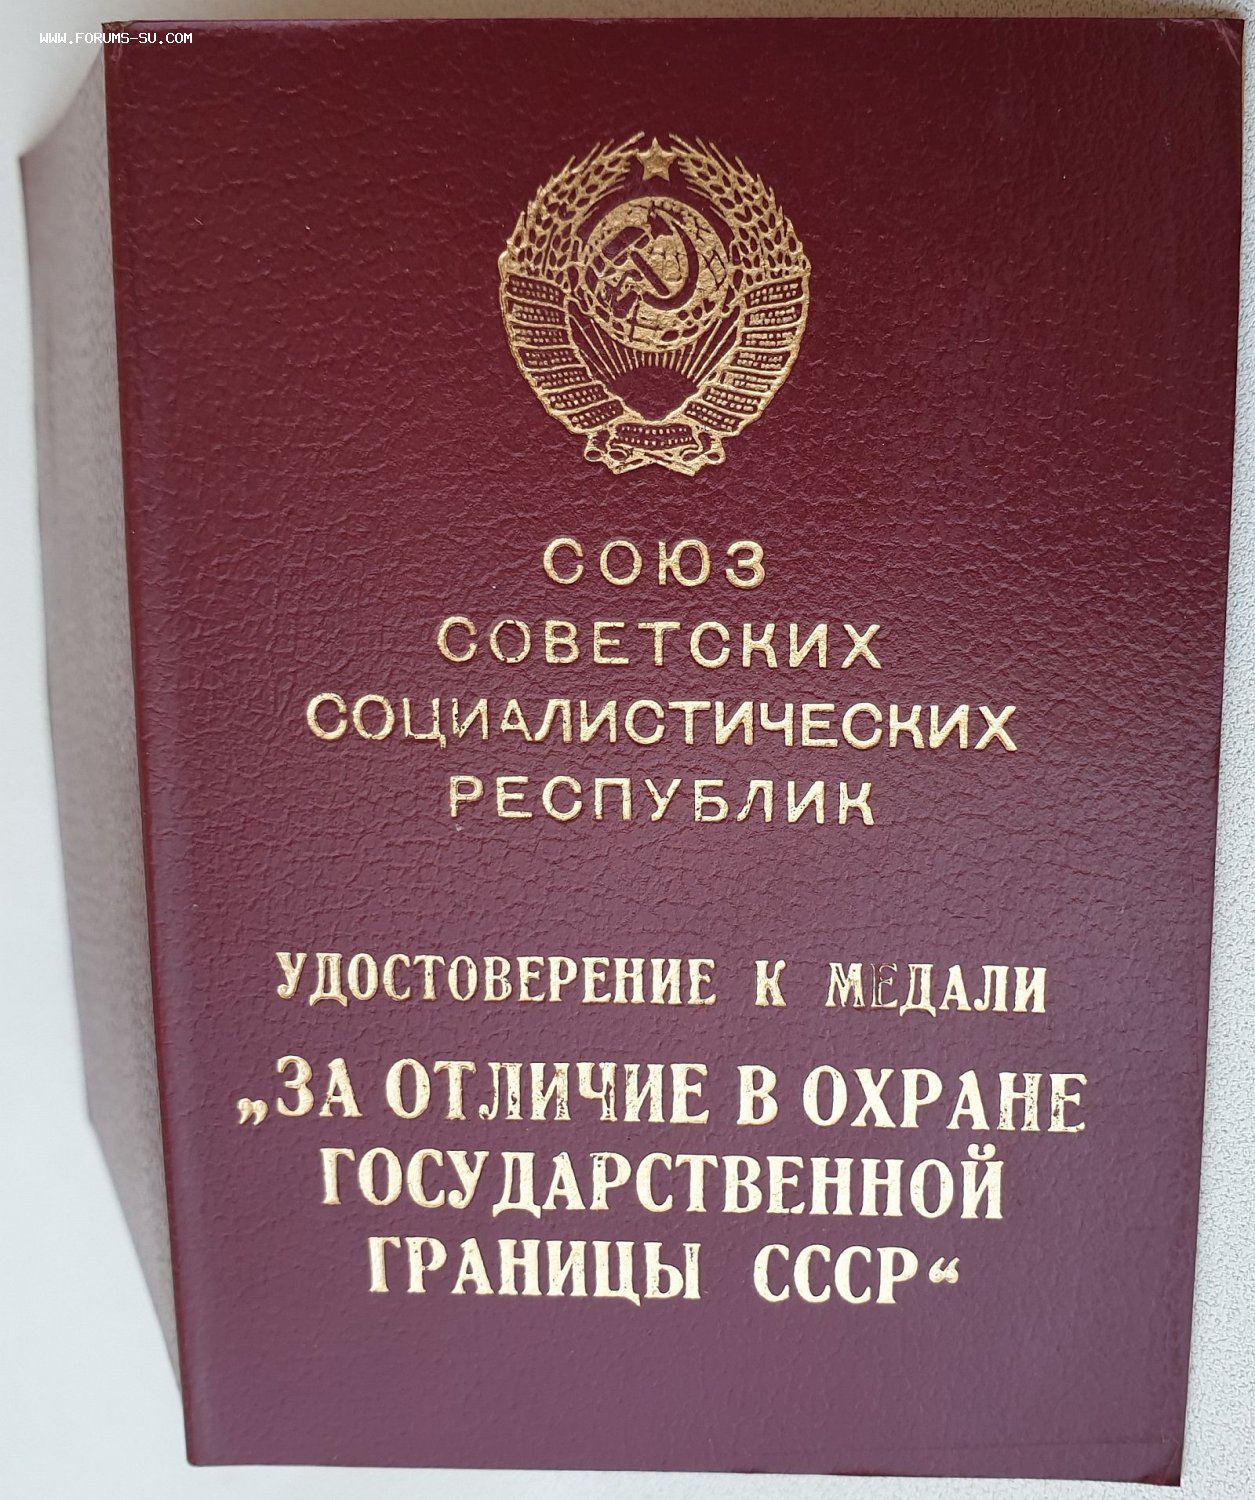 WWW.FORUMS-SU.COM
СОЮЗ
СОВЕТСКИХ
СОЦИАЛИСТИЧЕСКИХ
РЕСПУБЛИК
УДОСТОВЕРЕНИЕ К МЕДАЛИ
„ЗА ОТЛИЧИЕ В ОХРАНЕ
ГОСУДАРСТВЕННОЙ
ГРАНИЦЫ СССР“